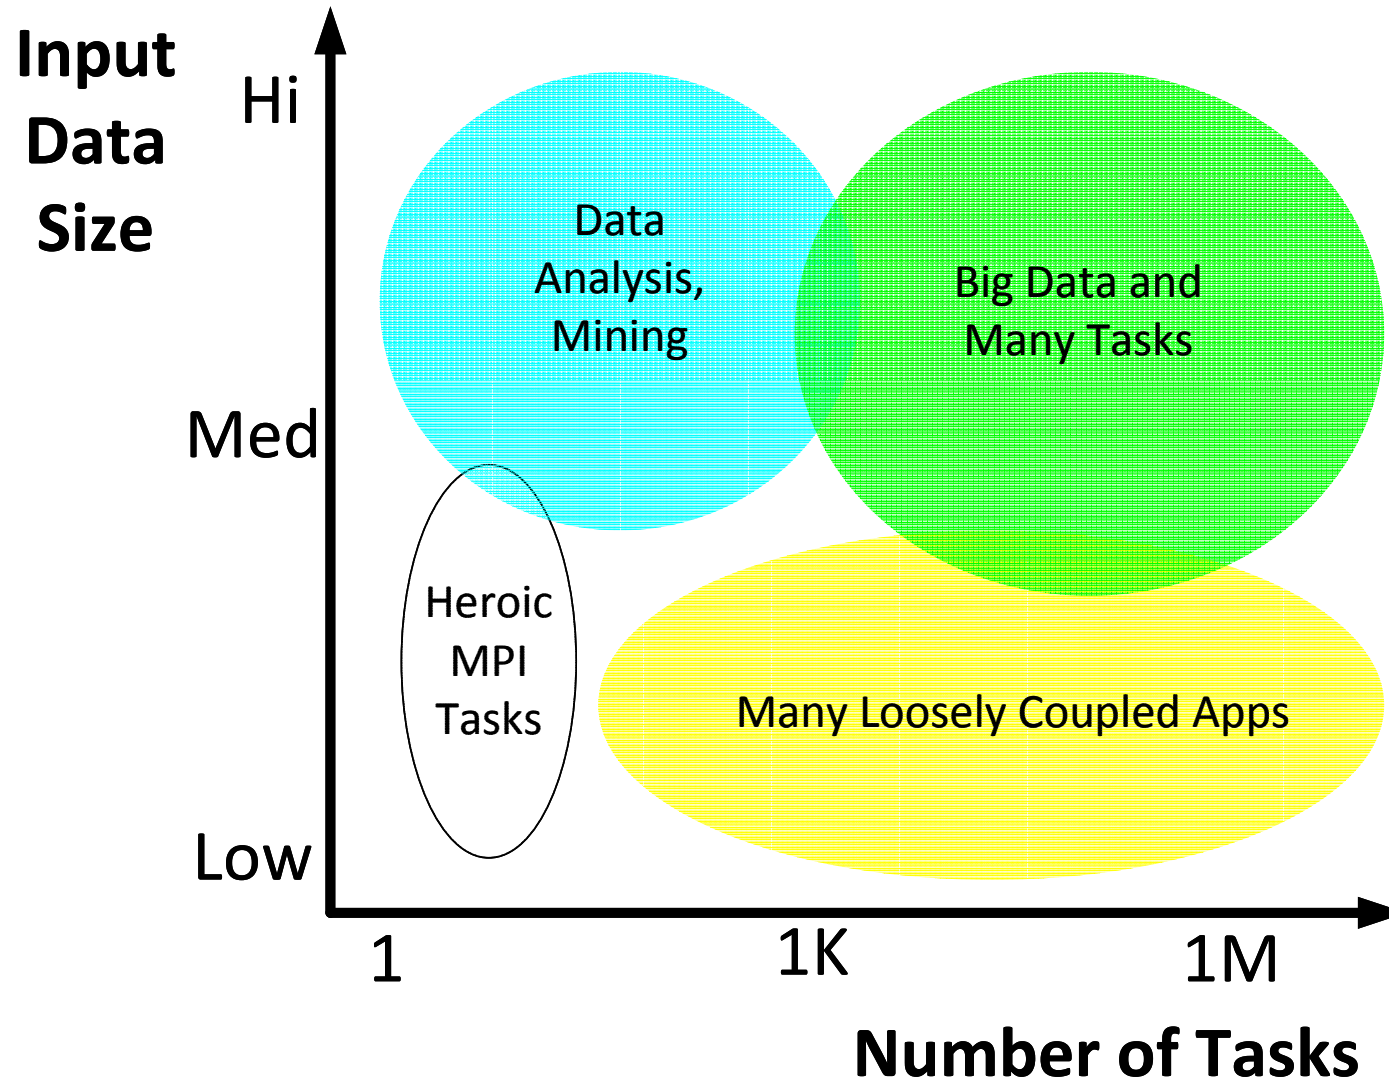 Input
Data
Size
Hi
Med
Low
Data
Analysis,
Mining
Big Data and
Many Tasks
Heroic
MPI
Tasks
Many Loosely Coupled Apps
1
1K
1M
Number of Tasks